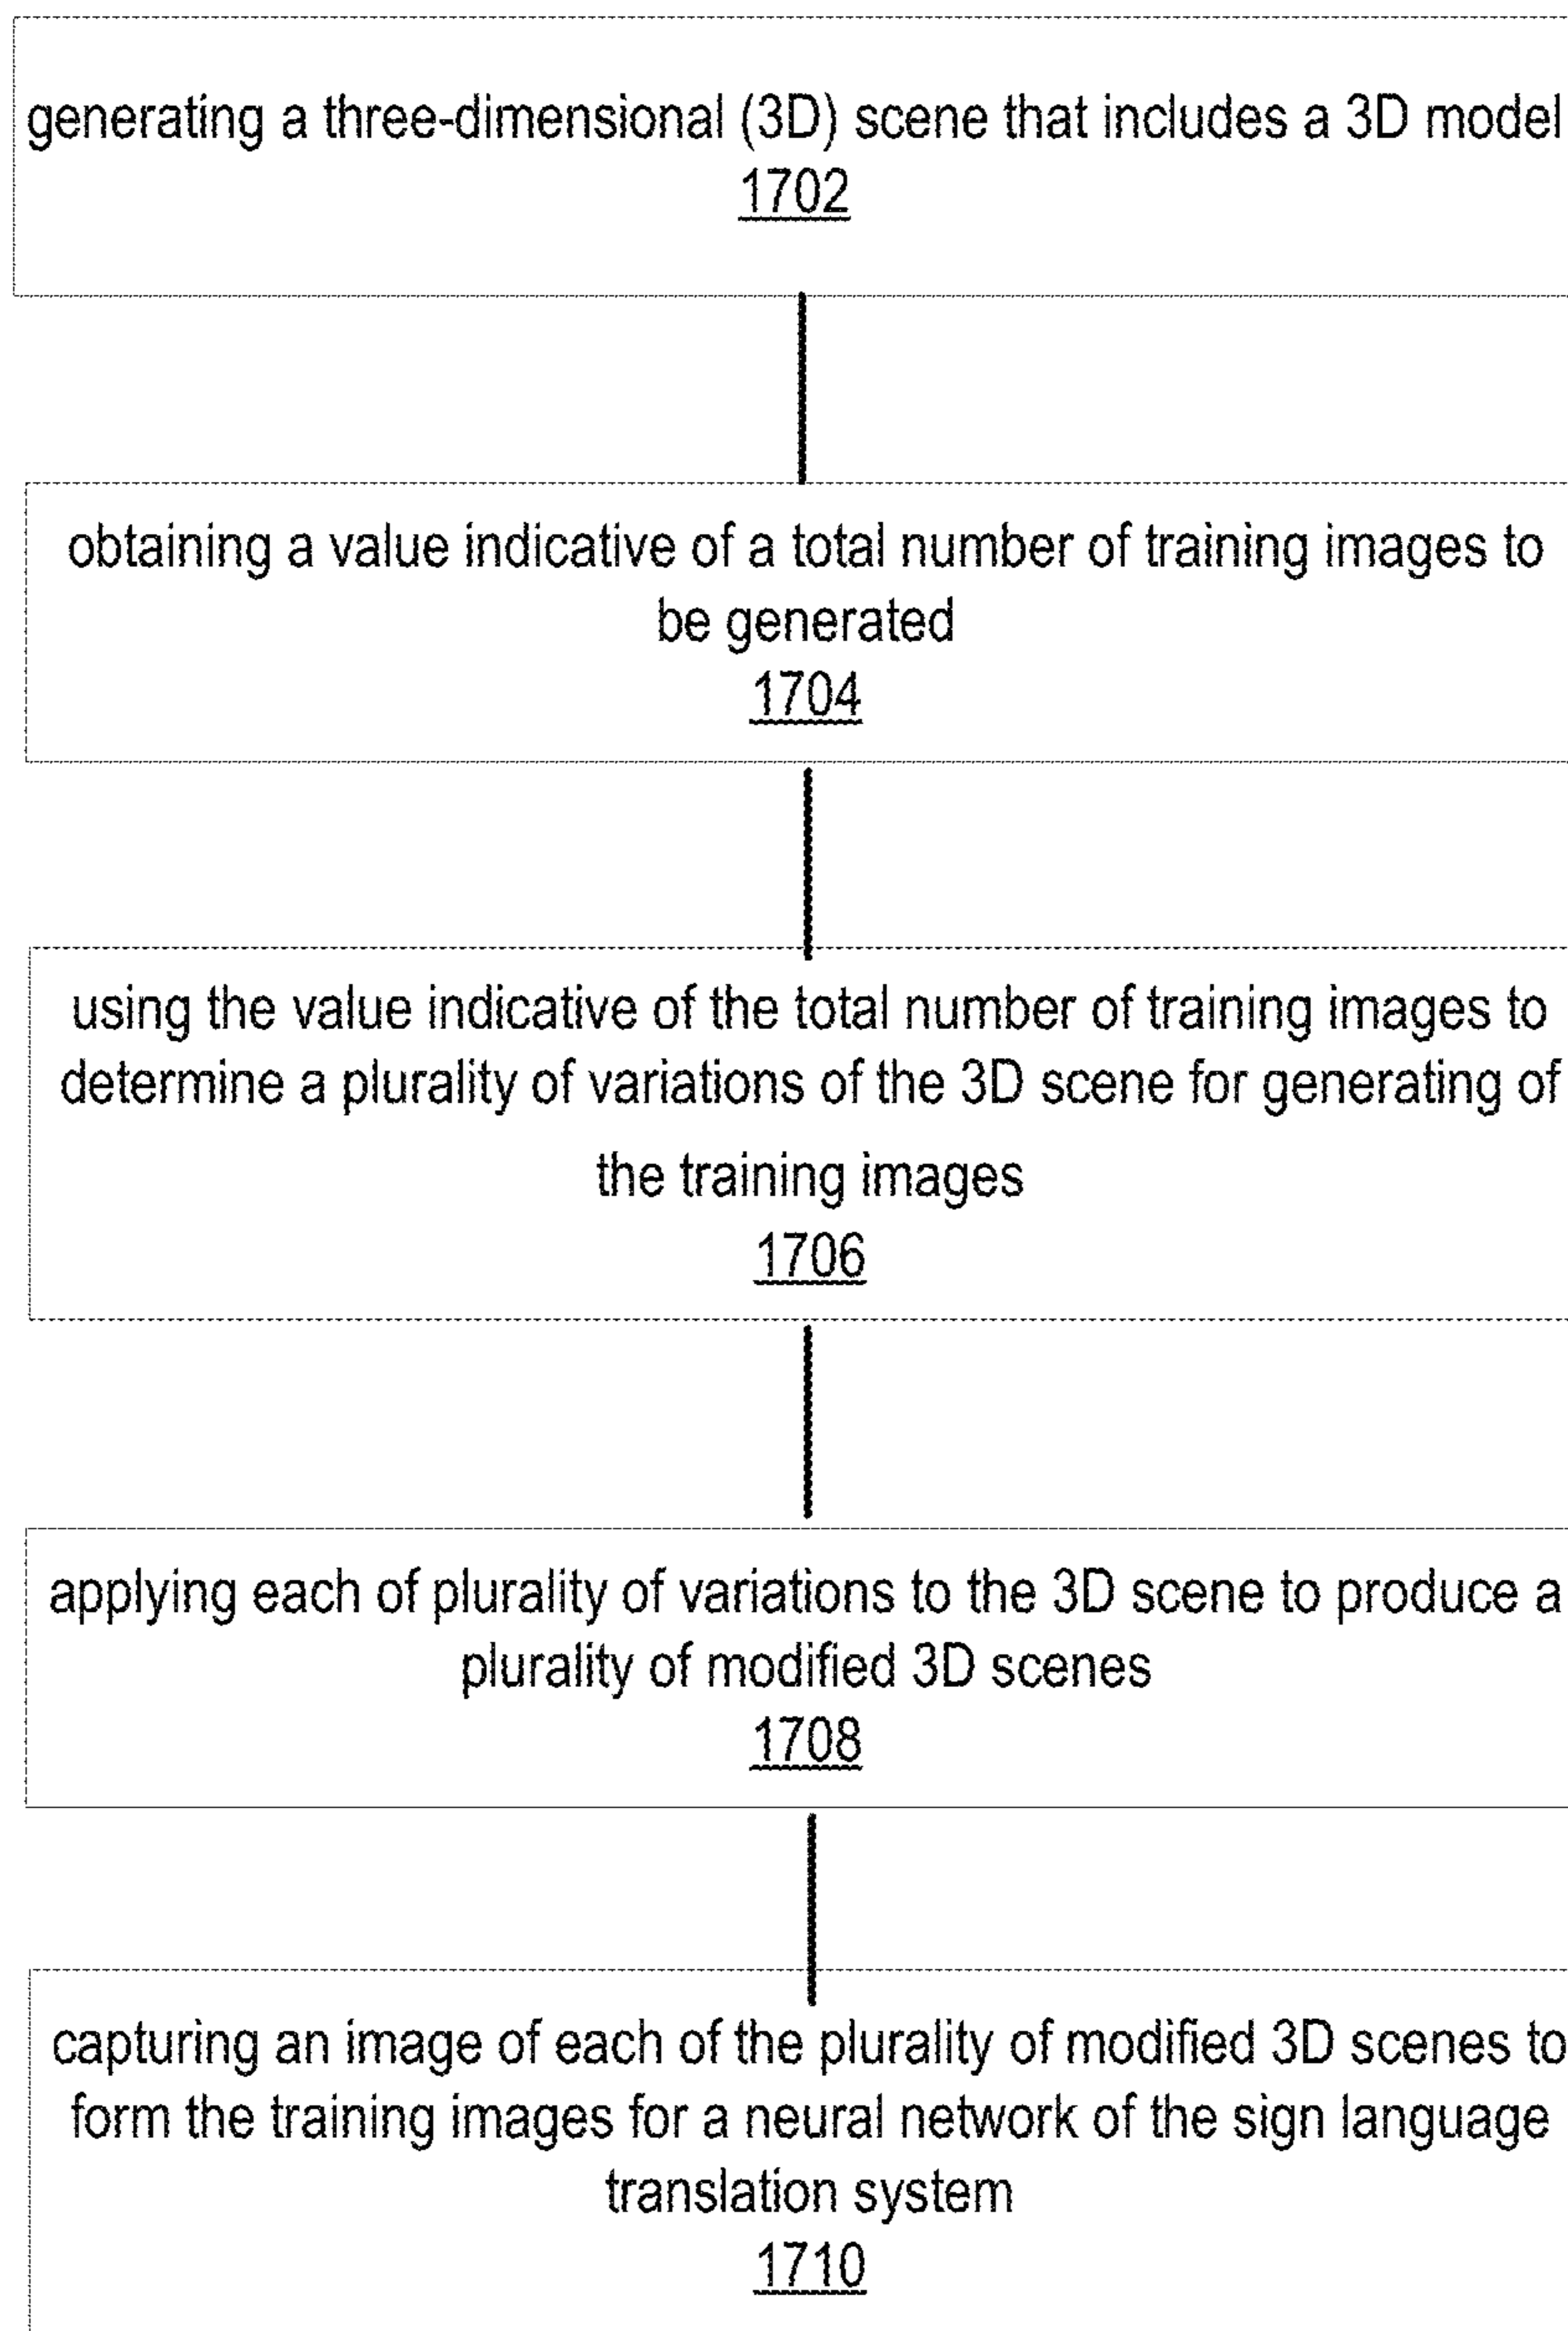 generating a three-dimensional (3D) scene that includes a 3D model
1702
obtaining a value indicative of a total number of training images to
be generated
1704
using the value indicative of the total number of training images to
determine a plurality of variations of the 3D scene for generating of
the training images
1706
applying each of plurality of variations to the 3D scene to produce a
plurality of modified 3D scenes
1708
capturing an image of each of the plurality of modified 3D scenes to
form the training images for a neural network of the sign language
translation system
1710